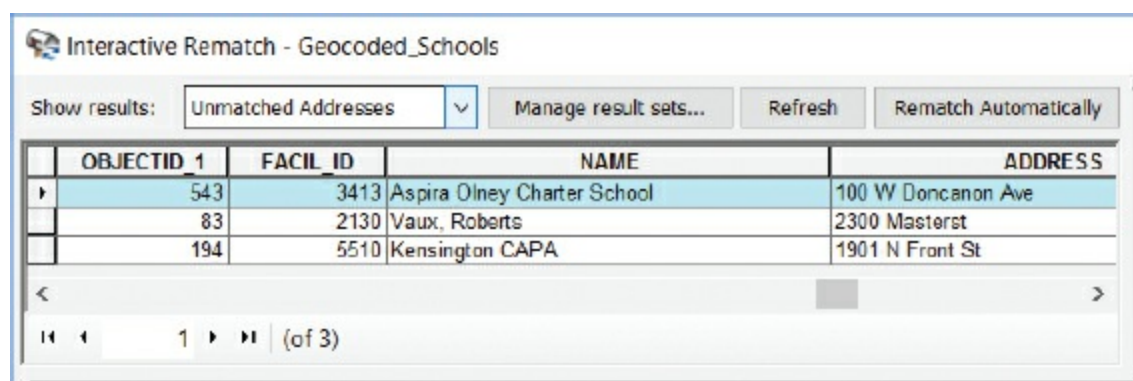 Interactive Rematch - Geocoded_Schools
Show results: Unmatched Addresses Manage result sets... Refresh Rematch Automatically
OBJECTID_1 FACIL_ID NAME ADDRESS
543 3413 Aspira Olney Charter School 100 W Doncanon Ave
83 2130 Vaux, Roberts 2300 Masterst
194 5510 Kensington CAPA 1901 N Front St
1 (of 3)